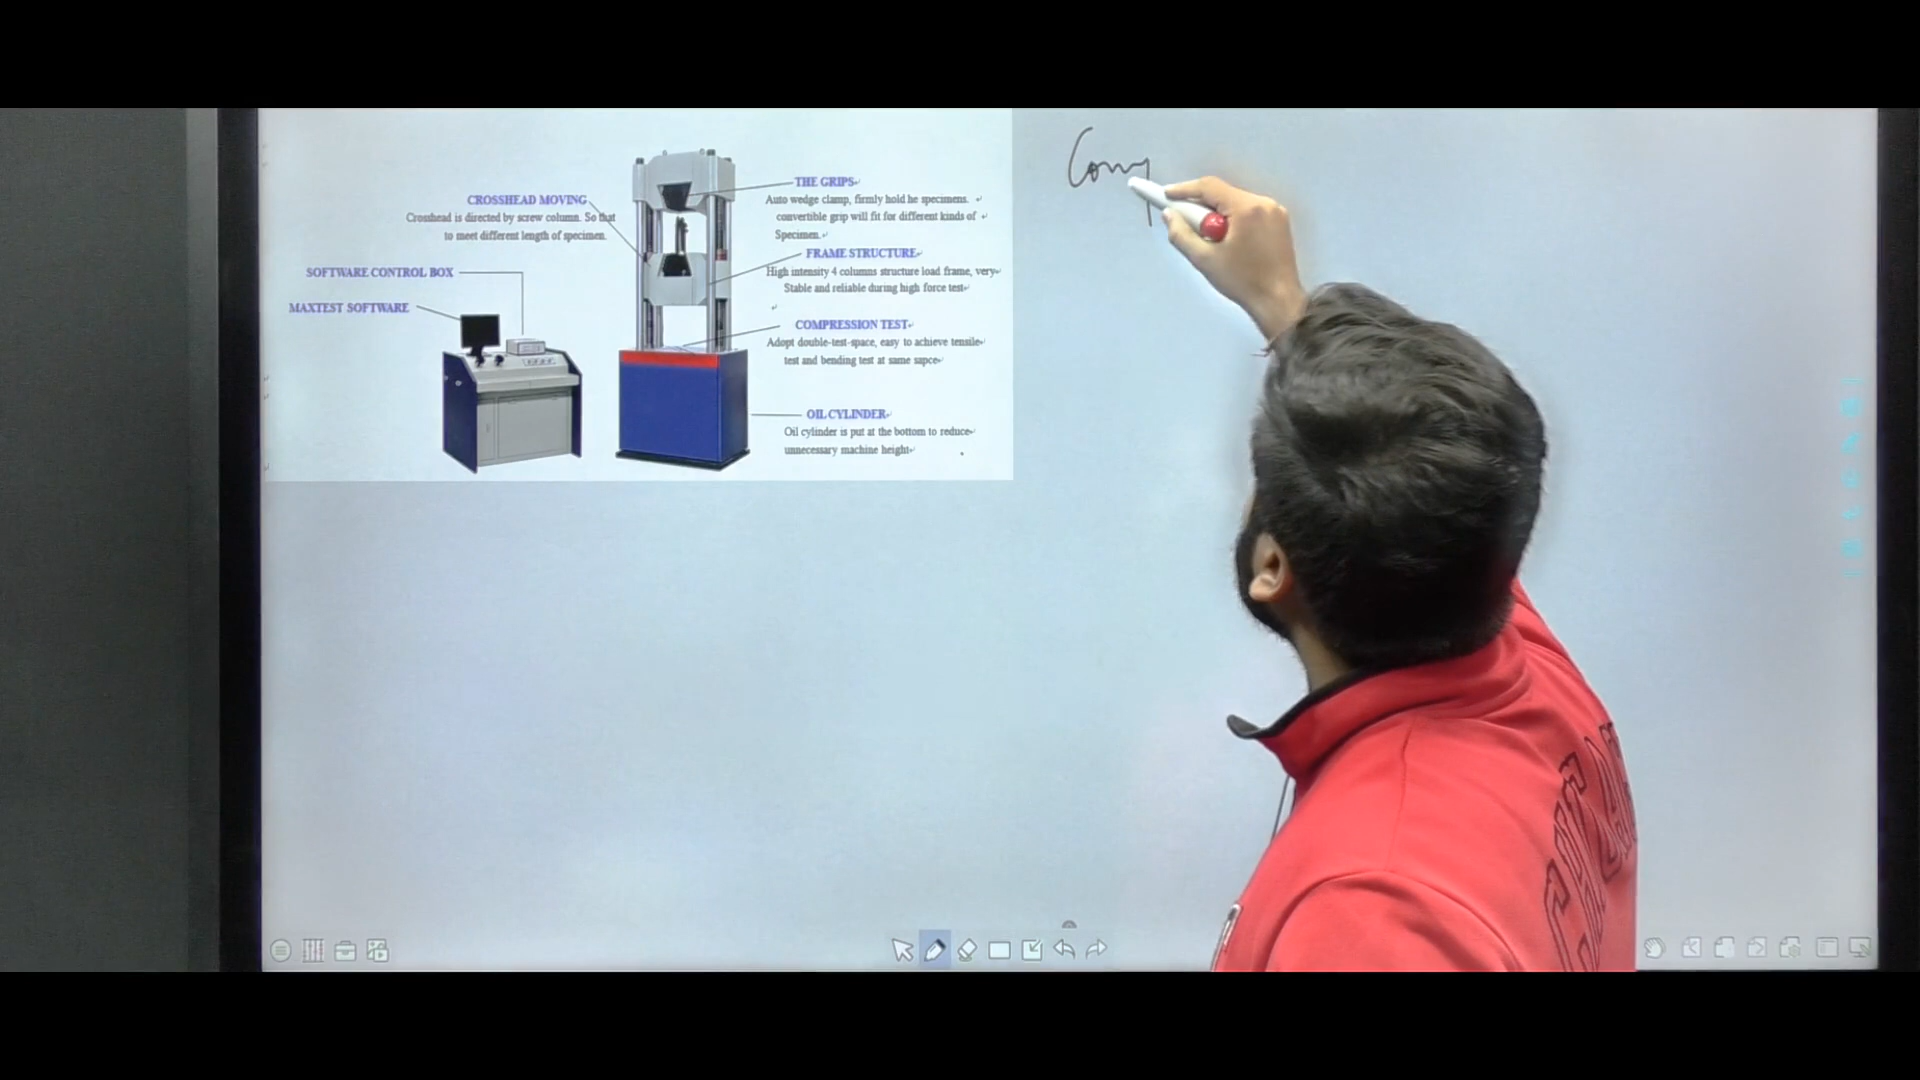 THE GRIPS
Auto wedge clamp, firmly hold he specimens.
convertible grip will fit for different kinds of
Specimen.
CROSSHEAD MOVING
Crosshead is directed by screw column. So that
to meet different length of specimen.
FRAME STRUCTURE
High intensity 4 columns structure load frame, very
Stable and reliable during high force test
SOFTWARE CONTROL BOX
MAXTEST SOFTWARE
COMPRESSION TEST
Adopt double-test-space, easy to achieve tensile
test and bending test at same sapce
OIL CYLINDER
Oil cylinder is put at the bottom to reduce
unnecessary machine height
Comp